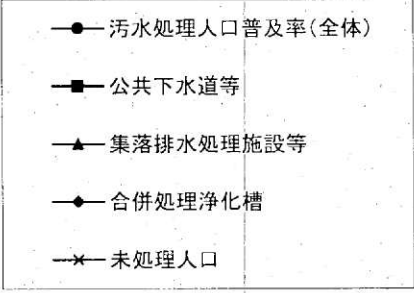 汚水処理人口普及率(全体)
公共下水道等
集落排水処理施設等
合併処理浄化槽
未処理人口